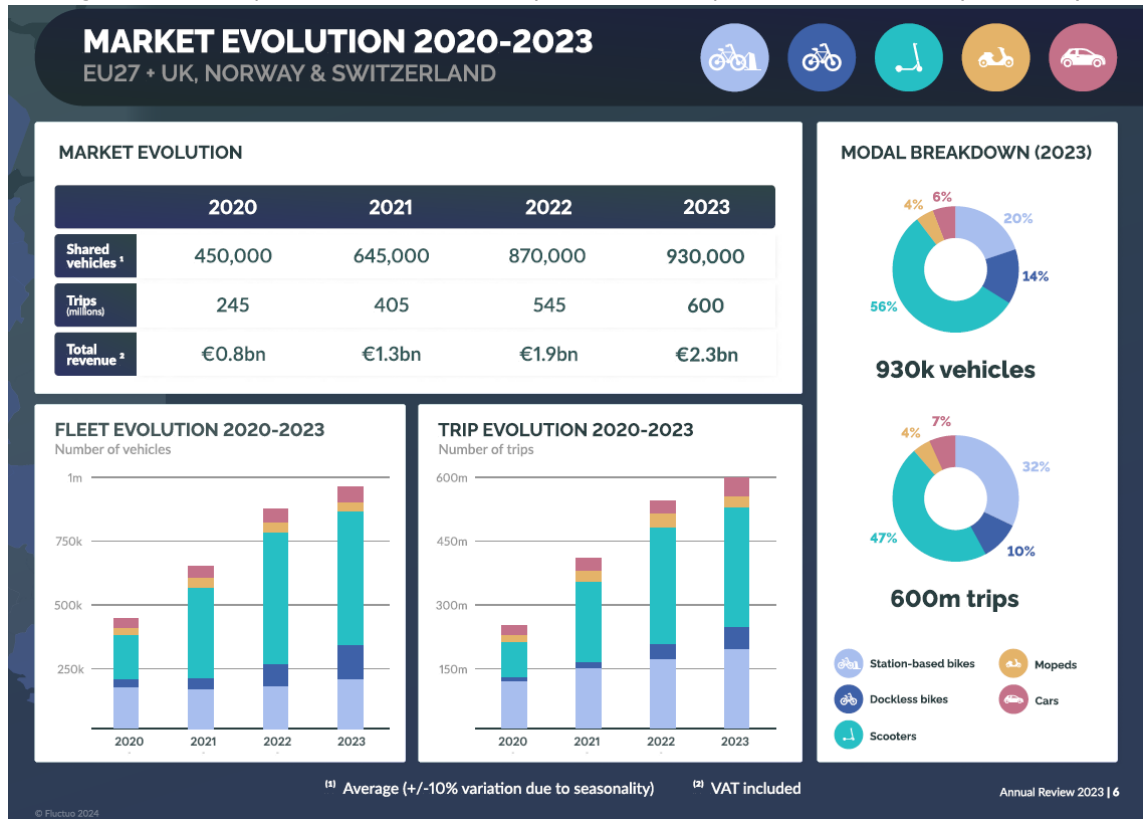 MARKET EVOLUTION 2020-2023
EU27 + UK, NORWAY & SWITZERLAND
MARKET EVOLUTION
2020 2021 2022 2023
Shared vehicles ¹ 450,000 645,000 870,000 930,000
Trips (millions) 245 405 545 600
Total revenue ² €0.8bn €1.3bn €1.9bn €2.3bn
FLEET EVOLUTION 2020-2023
Number of vehicles
1m
750k
500k
250k
2020 2021 2022 2023
TRIP EVOLUTION 2020-2023
Number of trips
600m
450m
300m
150m
2020 2021 2022 2023
MODAL BREAKDOWN (2023)
4% 6%
20%
14%
56%
930k vehicles
4% 7%
32%
47%
10%
600m trips
Station-based bikes
Mopeds
Dockless bikes
Cars
Scooters
(1) Average (+/-10% variation due to seasonality) (2) VAT included
Annual Review 2023 | 6
© Fluctuo 2024